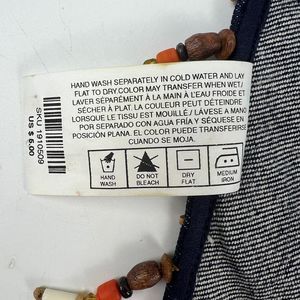 HAND WASH SEPARATELY IN COLD WATER AND LAY
FLAT TO DRY.COLOR MAY TRANSFER WHEN WET./
LAVER SÉPARÉMENT À LA MAIN À L'EAU FROIDE ET
SÉCHER À PLAT. LA COULEUR PEUT DÉTEINDRE
LORSQUE LE TISSU EST MOUILLÉ./ LÁVESE A MANO
POR SEPARADO CON AGUA FRÍA Y SÉQUESE EN
POSICIÓN PLANA. EL COLOR PUEDE TRANSFERIRSE
CUANDO SE MOJA.
HAND WASH
DO NOT BLEACH
DRY FLAT
MEDIUM IRON
SKU 1910509
US $ 5.00